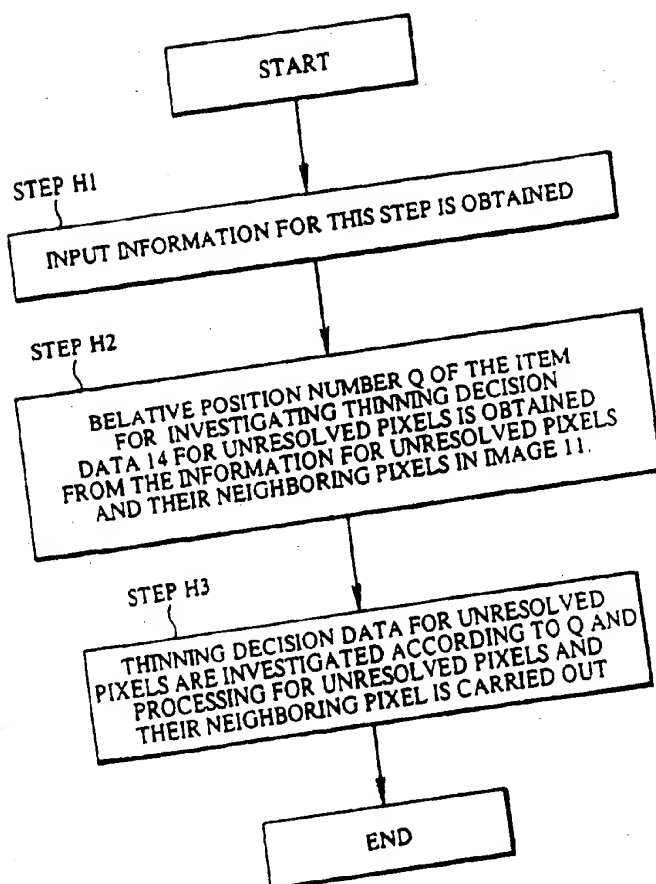 START
STEP H1
INPUT INFORMATION FOR THIS STEP IS OBTAINED
STEP H2
BELATIVE POSITION NUMBER Q OF THE ITEM
FOR INVESTIGATING THINNING DECISION
DATA 14 FOR UNRESOLVED PIXELS IS OBTAINED
FROM THE INFORMATION FOR UNRESOLVED PIXELS
AND THEIR NEIGHBORING PIXELS IN IMAGE 11.
STEP H3
THINNING DECISION DATA FOR UNRESOLVED
PIXELS ARE INVESTIGATED ACCORDING TO Q AND
PROCESSING FOR UNRESOLVED PIXELS AND
THEIR NEIGHBORING PIXEL IS CARRIED OUT
END